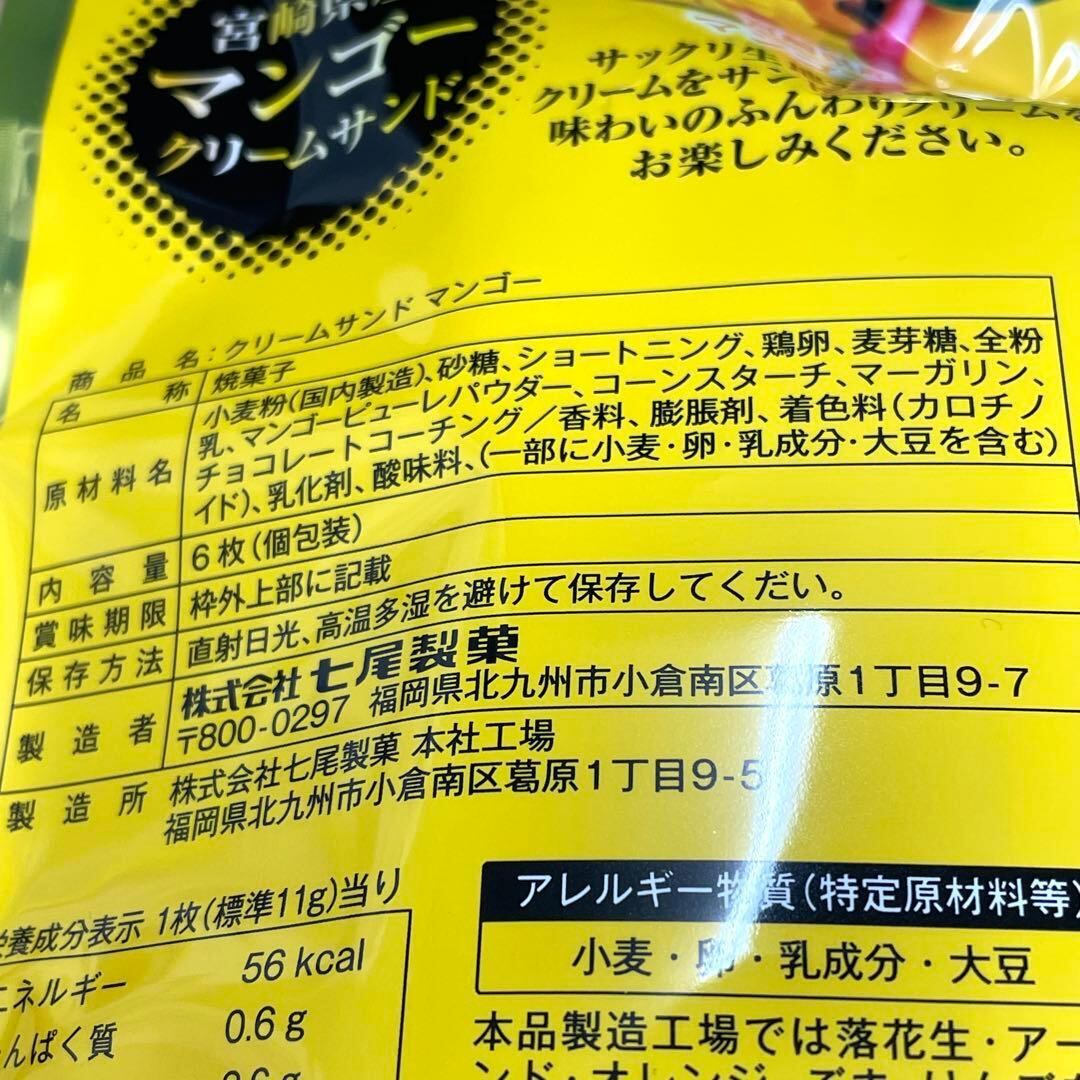 宮崎県
マンゴー
クリームサンド
サックリ生
クリームをサン
味わいのふんわりクリームを
お楽しみください。
商品名:クリームサンド マンゴー
名称 焼菓子
原材料名 小麦粉(国内製造)、砂糖、ショートニング、鶏卵、麦芽糖、全粉
乳、マンゴーピューレパウダー、コーンスターチ、マーガリン、
チョコレートコーチング/香料、膨脹剤、着色料(カロチノ
イド)、乳化剤、酸味料、(一部に小麦・卵・乳成分・大豆を含む)
内容量 6枚(個包装)
賞味期限 枠外上部に記載
保存方法 直射日光、高温多湿を避けて保存してくだい。
製造者 株式会社七尾製菓
〒800-0297 福岡県北九州市小倉南区葛原1丁目9-7
製造所 株式会社七尾製菓 本社工場
福岡県北九州市小倉南区葛原1丁目9-5
栄養成分表示 1枚(標準11g)当り
エネルギー 56 kcal
たんぱく質 0.6 g
アレルギー物質(特定原材料等)
小麦・卵・乳成分・大豆
本品製造工場では落花生・アー
ンド・オレンジ・ごま・りんご